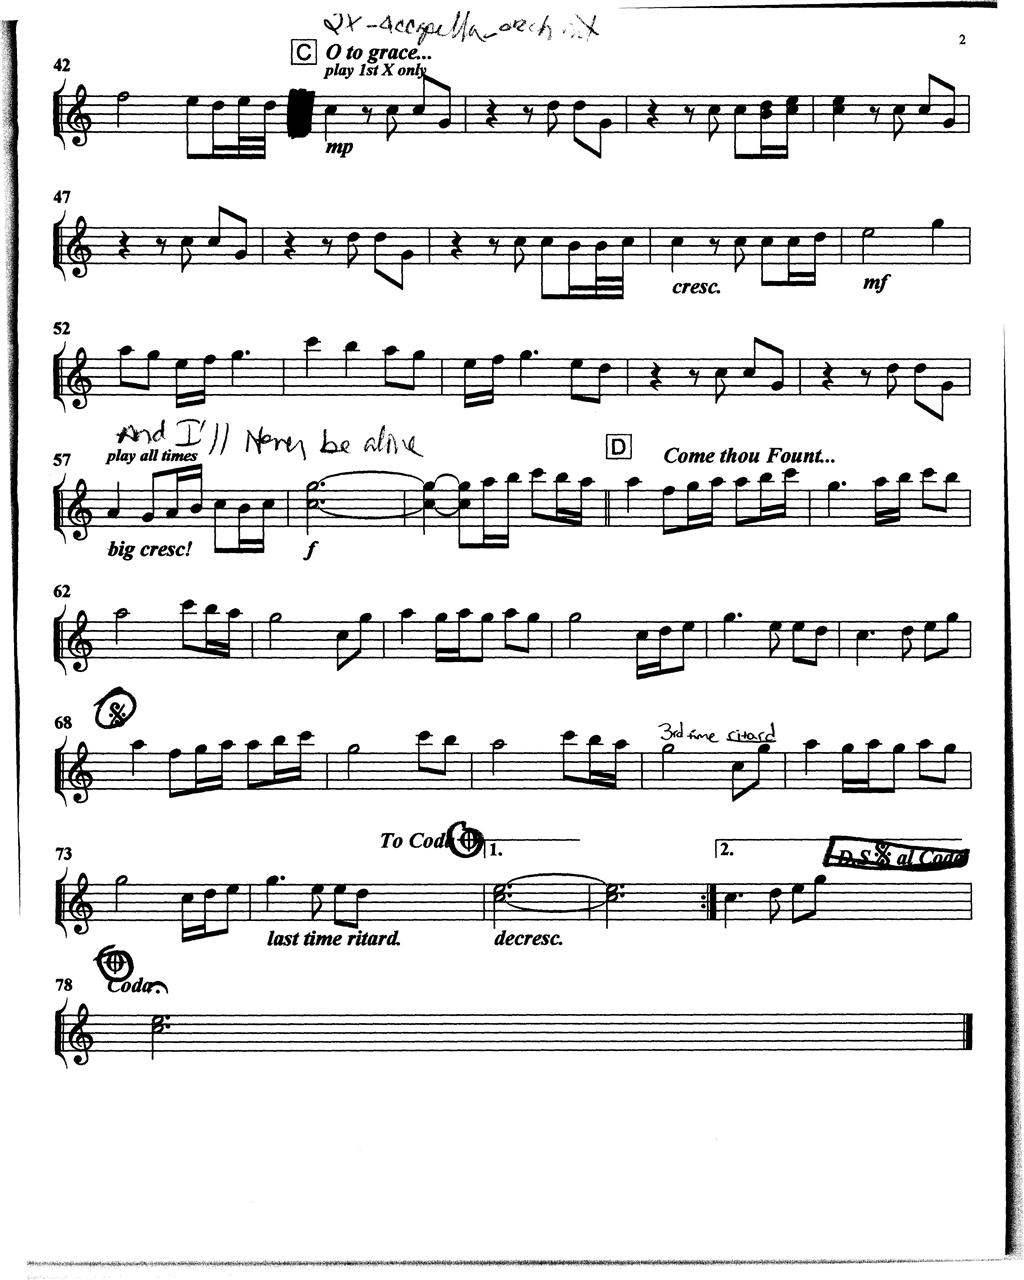 2X-Accapella-orch
2
C O to grace...
play 1st X only
42
mp
47
cresc.
mf
52
And I'll Never be alone
57
play all times
D
Come thou Fount...
big cresc!
f
62
68
3rd time ritard
73
To Coda
1.
2.
D.S. al Coda
last time ritard.
decresc.
78
Coda